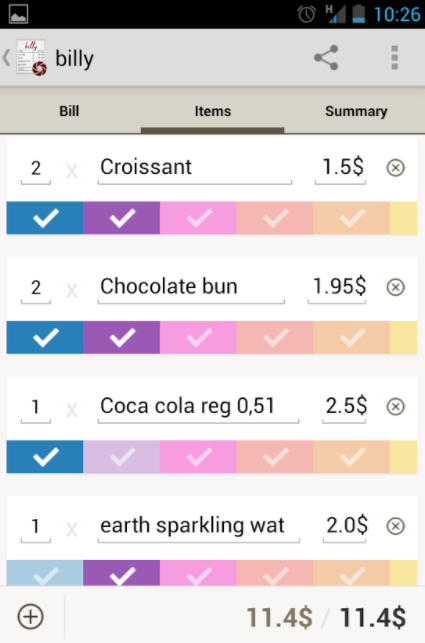 H 10:26
billy
Bill Items Summary
2 x Croissant 1.5$
2 x Chocolate bun 1.95$
1 x Coca cola reg 0,51 2.5$
1 x earth sparkling wat 2.0$
11.4$ / 11.4$